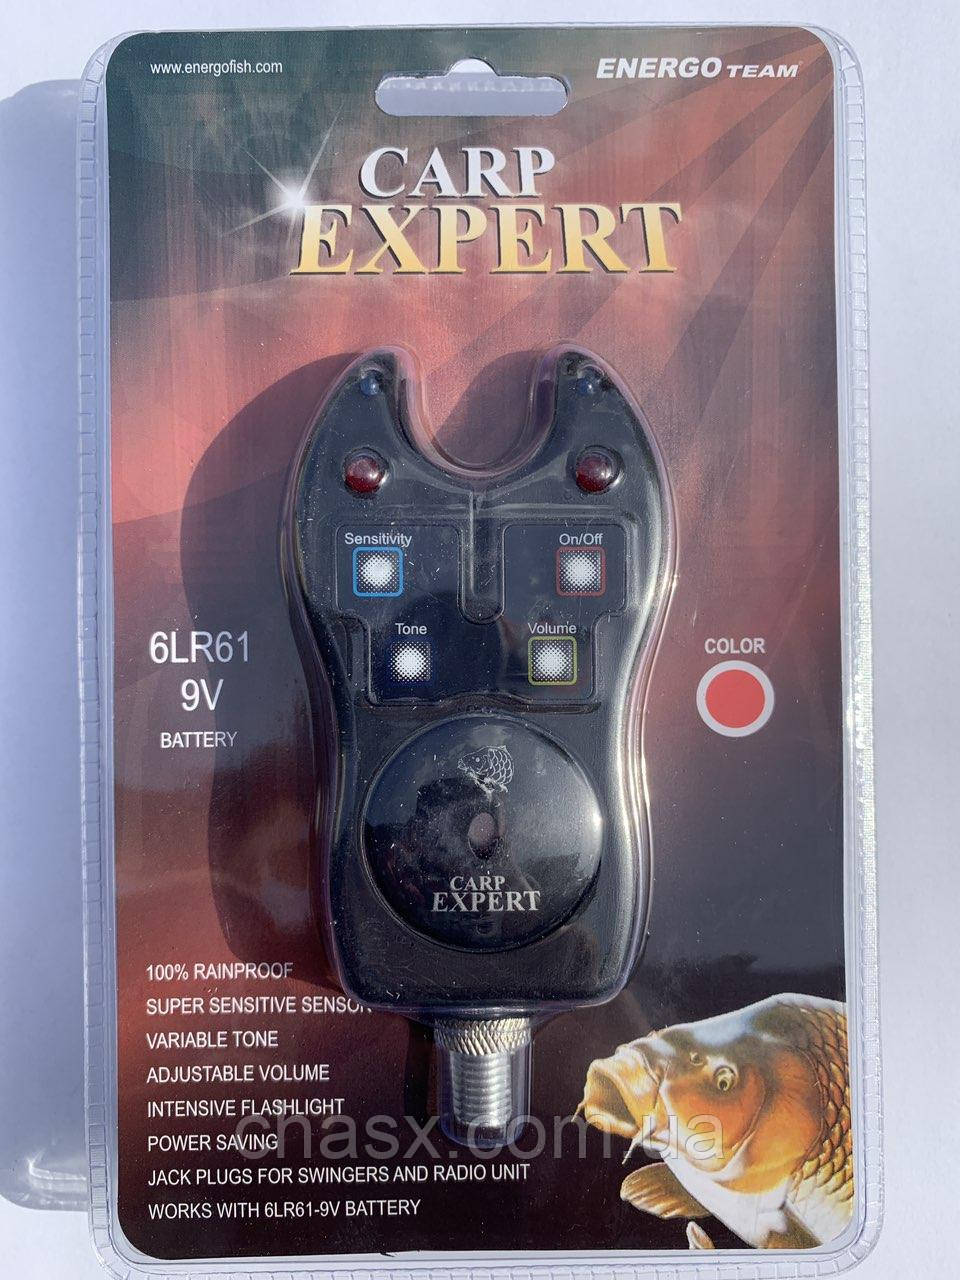 www.energofish.com
ENERGO TEAM
CARP
EXPERT
Sensitivity
On/Off
Tone
Volume
6LR61
9V
BATTERY
COLOR
CARP
EXPERT
100% RAINPROOF
SUPER SENSITIVE SENSOR
VARIABLE TONE
ADJUSTABLE VOLUME
INTENSIVE FLASHLIGHT
POWER SAVING
JACK PLUGS FOR SWINGERS AND RADIO UNIT
WORKS WITH 6LR61-9V BATTERY
chasx.com.ua